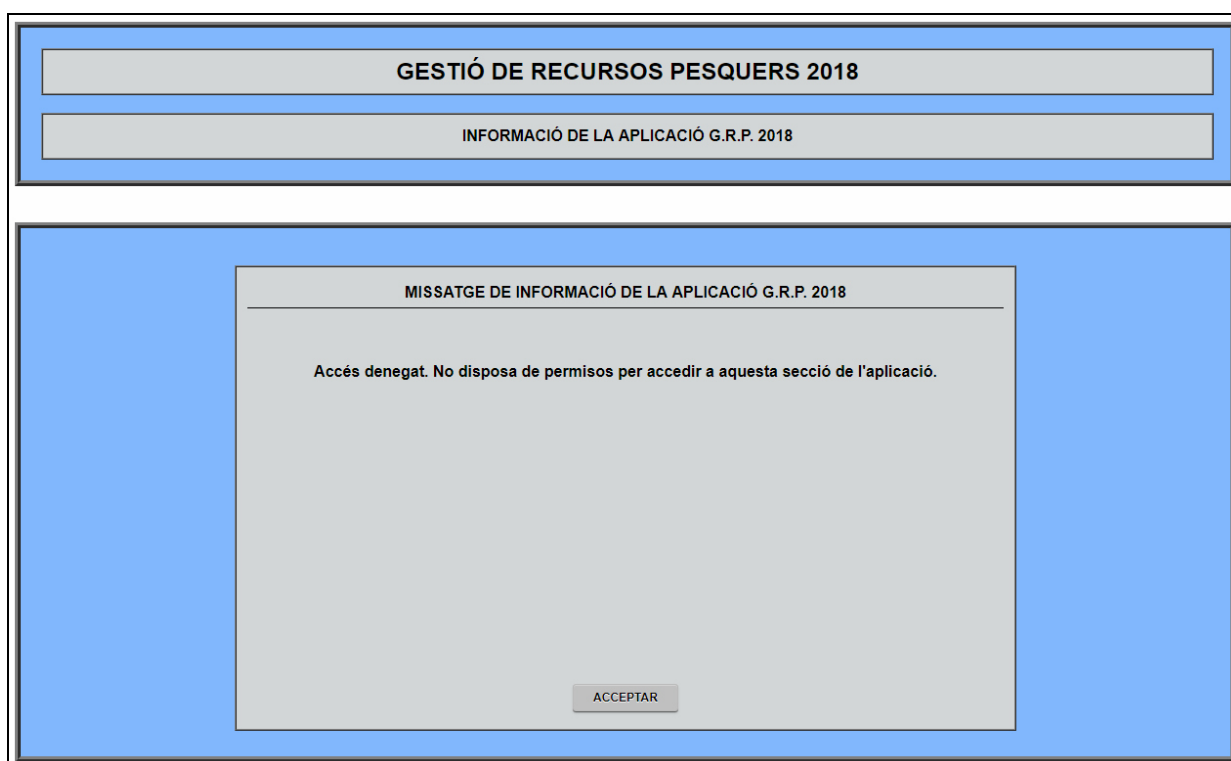 GESTIÓ DE RECURSOS PESQUERS 2018
INFORMACIÓ DE LA APLICACIÓ G.R.P. 2018
MISSATGE DE INFORMACIÓ DE LA APLICACIÓ G.R.P. 2018
Accés denegat. No disposa de permisos per accedir a aquesta secció de l'aplicació.
ACCEPTAR